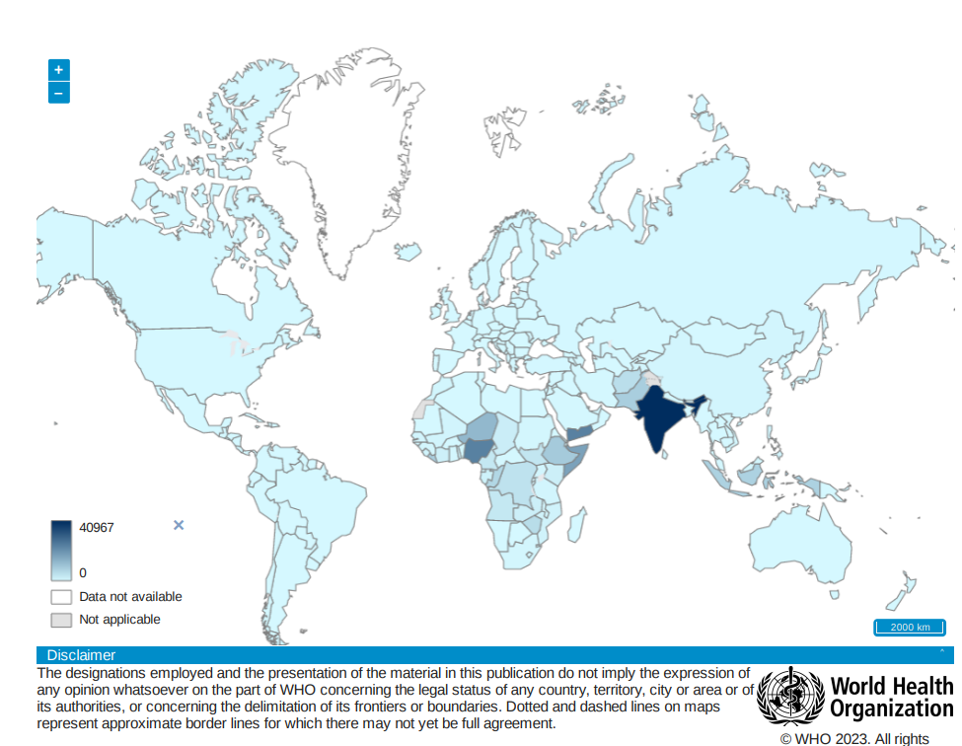 +
−
40967
0
Data not available
Not applicable
2000 km
Disclaimer
The designations employed and the presentation of the material in this publication do not imply the expression of
any opinion whatsoever on the part of WHO concerning the legal status of any country, territory, city or area or of
its authorities, or concerning the delimitation of its frontiers or boundaries. Dotted and dashed lines on maps
represent approximate border lines for which there may not yet be full agreement.
World Health
Organization
© WHO 2023. All rights